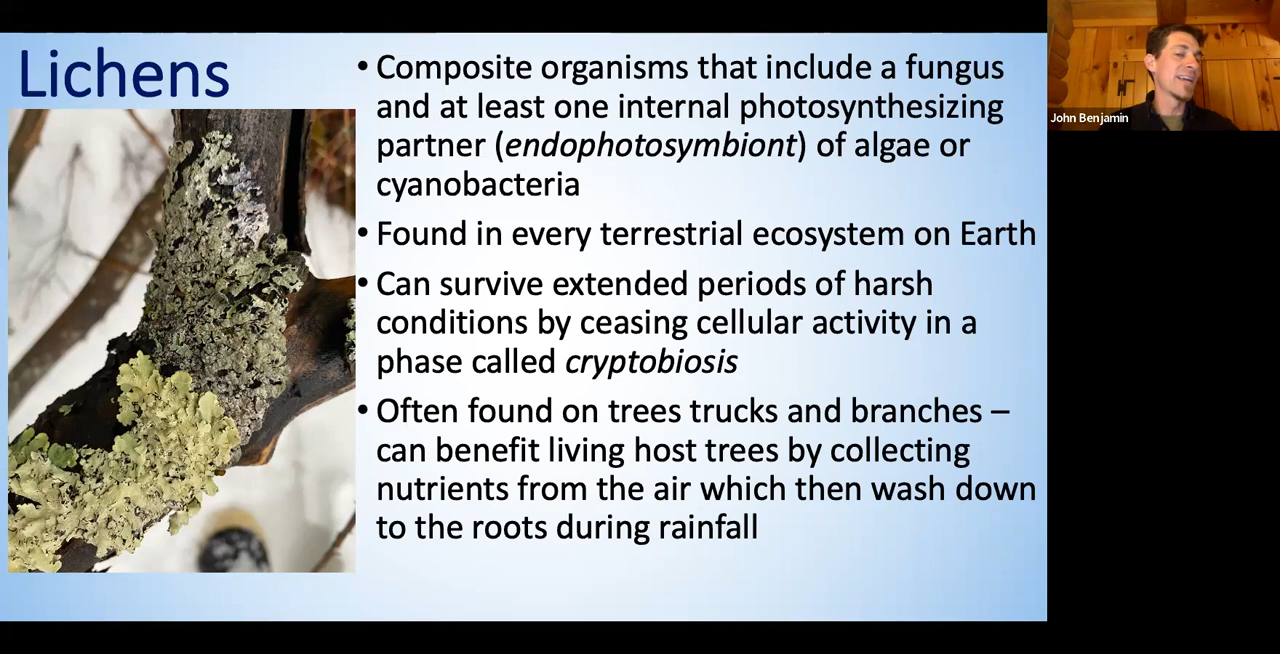 Lichens
• Composite organisms that include a fungus
and at least one internal photosynthesizing
partner (endophotosymbiont) of algae or
cyanobacteria
• Found in every terrestrial ecosystem on Earth
• Can survive extended periods of harsh
conditions by ceasing cellular activity in a
phase called cryptobiosis
• Often found on trees trucks and branches –
can benefit living host trees by collecting
nutrients from the air which then wash down
to the roots during rainfall
John Benjamin